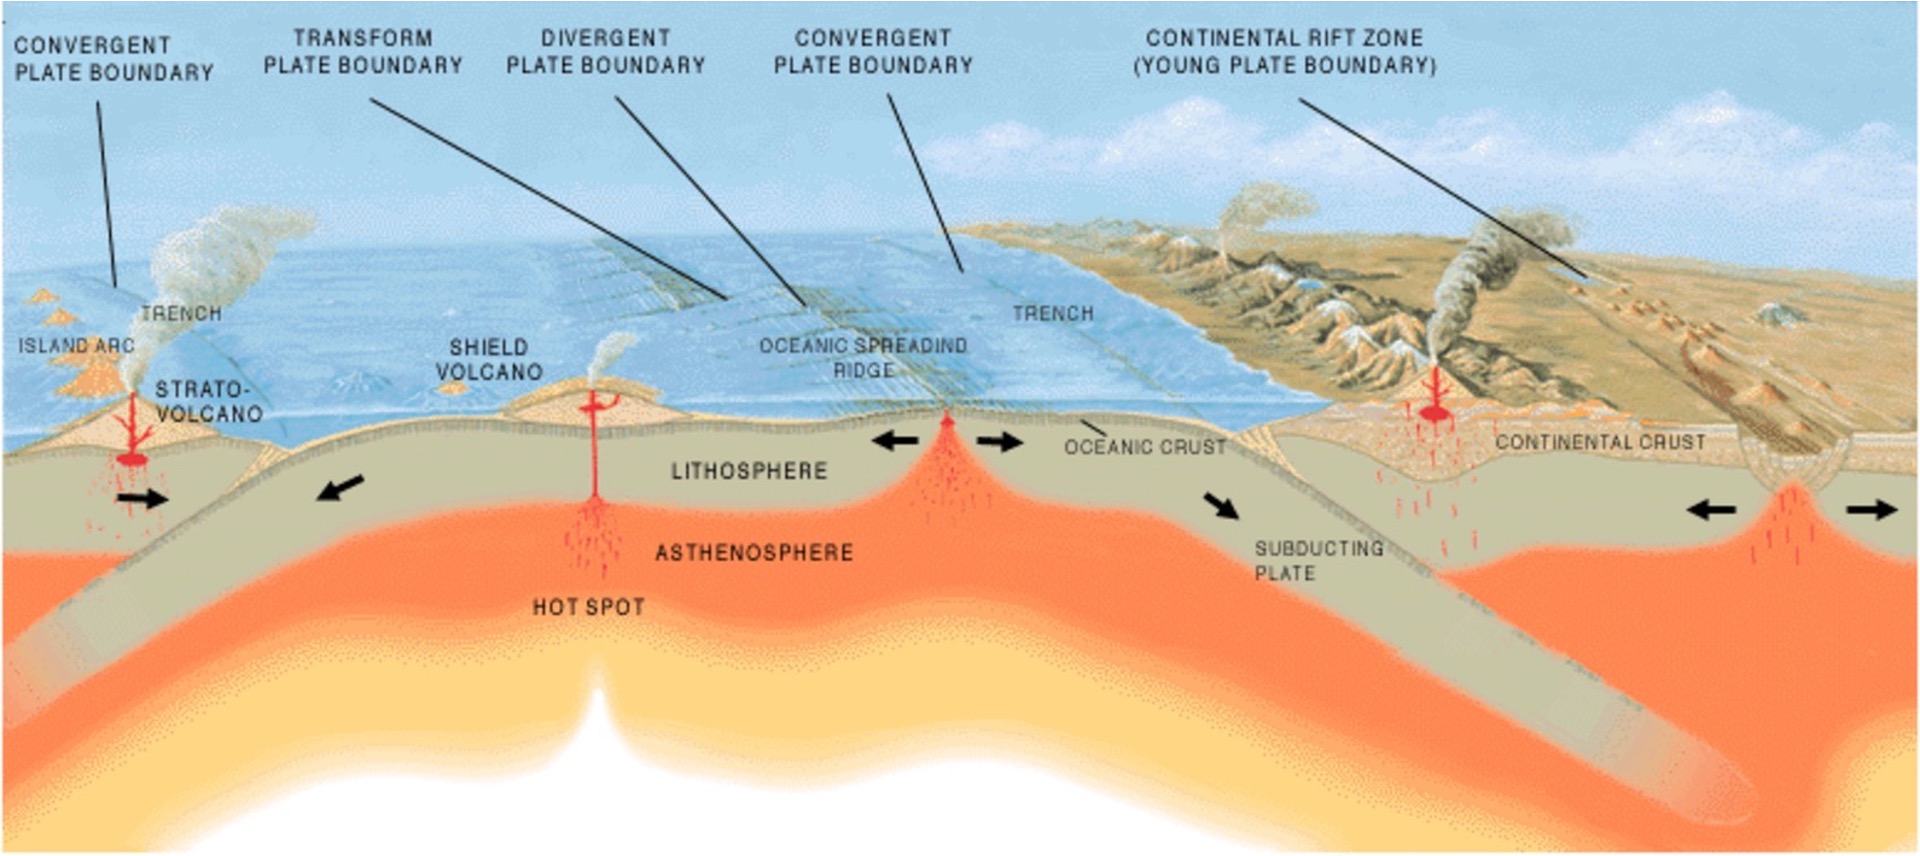 CONVERGENT
PLATE BOUNDARY
TRANSFORM
PLATE BOUNDARY
DIVERGENT
PLATE BOUNDARY
CONVERGENT
PLATE BOUNDARY
CONTINENTAL RIFT ZONE
(YOUNG PLATE BOUNDARY)
TRENCH
ISLAND ARC
STRATO-
VOLCANO
SHIELD
VOLCANO
OCEANIC SPREADIND
RIDGE
TRENCH
LITHOSPHERE
OCEANIC CRUST
CONTINENTAL CRUST
ASTHENOSPHERE
SUBDUCTING
PLATE
HOT SPOT